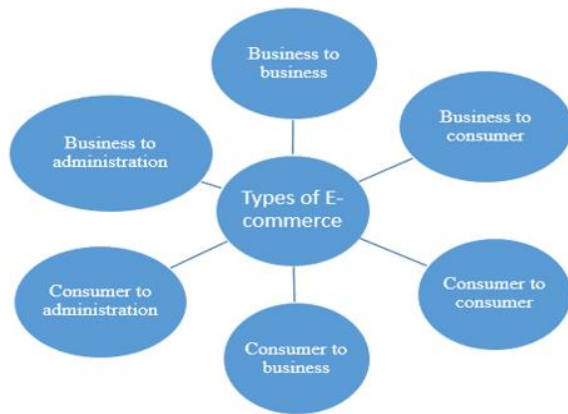 Business to
business
Business to
consumer
Business to
administration
Types of E-
commerce
Consumer to
administration
Consumer to
consumer
Consumer to
business